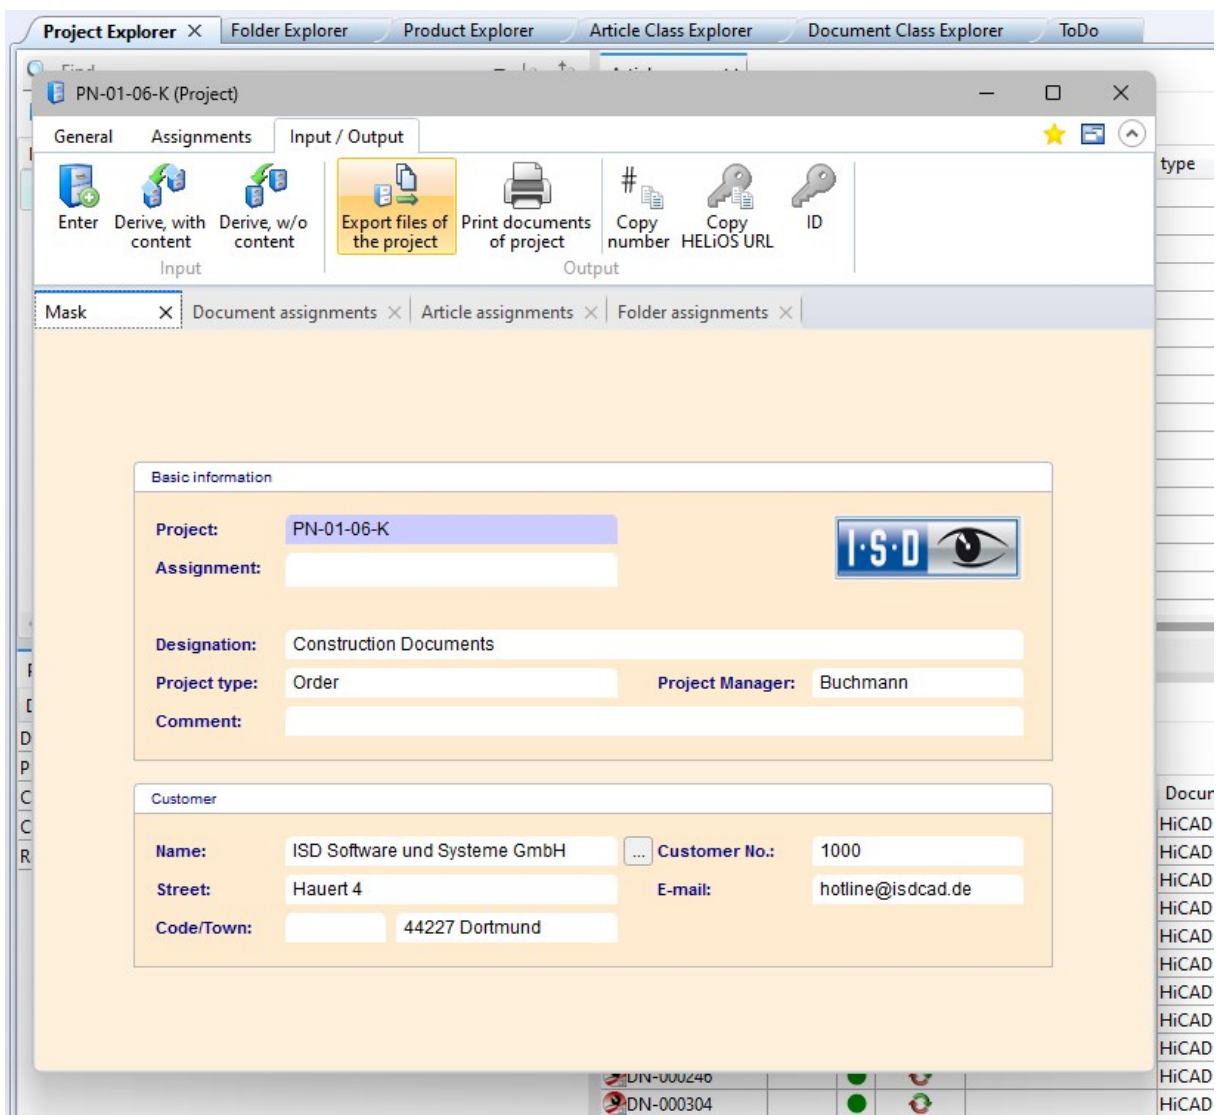 Project Explorer Folder Explorer Product Explorer Article Class Explorer Document Class Explorer ToDo
Find
PN-01-06-K (Project)
General Assignments Input / Output
type
Enter Derive, with content Derive, w/o content Export files of the project Print documents of project Copy number Copy HELiOS URL ID
Input Output
Mask Document assignments Article assignments Folder assignments
Basic information
Project: PN-01-06-K
I·S·D
Assignment:
Designation: Construction Documents
Project type: Order Project Manager: Buchmann
Comment:
Customer
Name: ISD Software und Systeme GmbH ... Customer No.: 1000
Street: Hauert 4 E-mail: hotline@isdcad.de
Code/Town: 44227 Dortmund
D
P
C
C
R
Docum
HiCAD
HiCAD
HiCAD
HiCAD
HiCAD
HiCAD
HiCAD
HiCAD
HiCAD
DN-000246 HiCAD
DN-000304 HiCAD